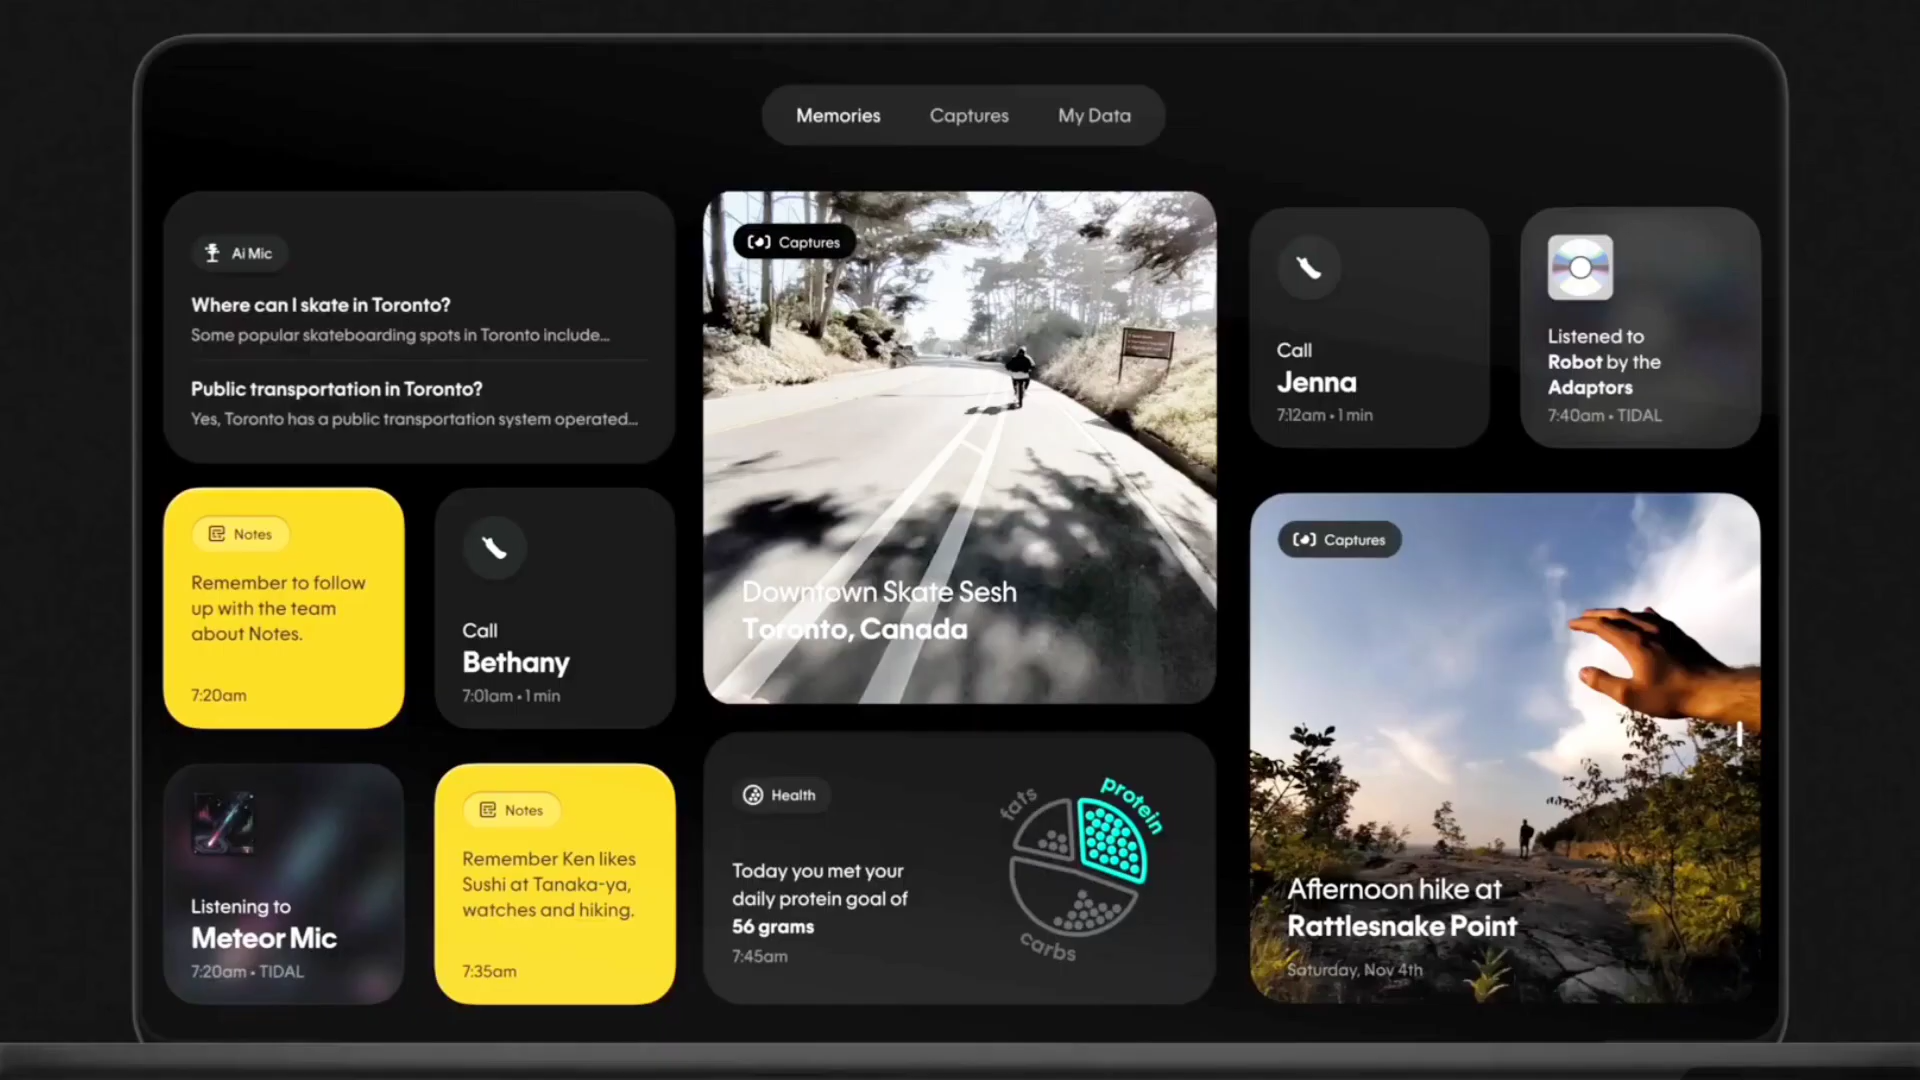 Memories
Captures
My Data
Ai Mic
Where can I skate in Toronto?
Some popular skateboarding spots in Toronto include...
Public transportation in Toronto?
Yes, Toronto has a public transportation system operated...
Notes
Remember to follow
up with the team
about Notes.
7:20am
Call
Bethany
7:01am • 1 min
Listening to
Meteor Mic
7:20am • TIDAL
Notes
Remember Ken likes
Sushi at Tanaka-ya,
watches and hiking.
7:35am
Captures
Downtown Skate Sesh
Toronto, Canada
Health
Today you met your
daily protein goal of
56 grams
7:45am
fats
protein
carbs
Call
Jenna
7:12am • 1 min
Listened to
Robot by the
Adaptors
7:40am • TIDAL
Captures
Afternoon hike at
Rattlesnake Point
Saturday, Nov 4th